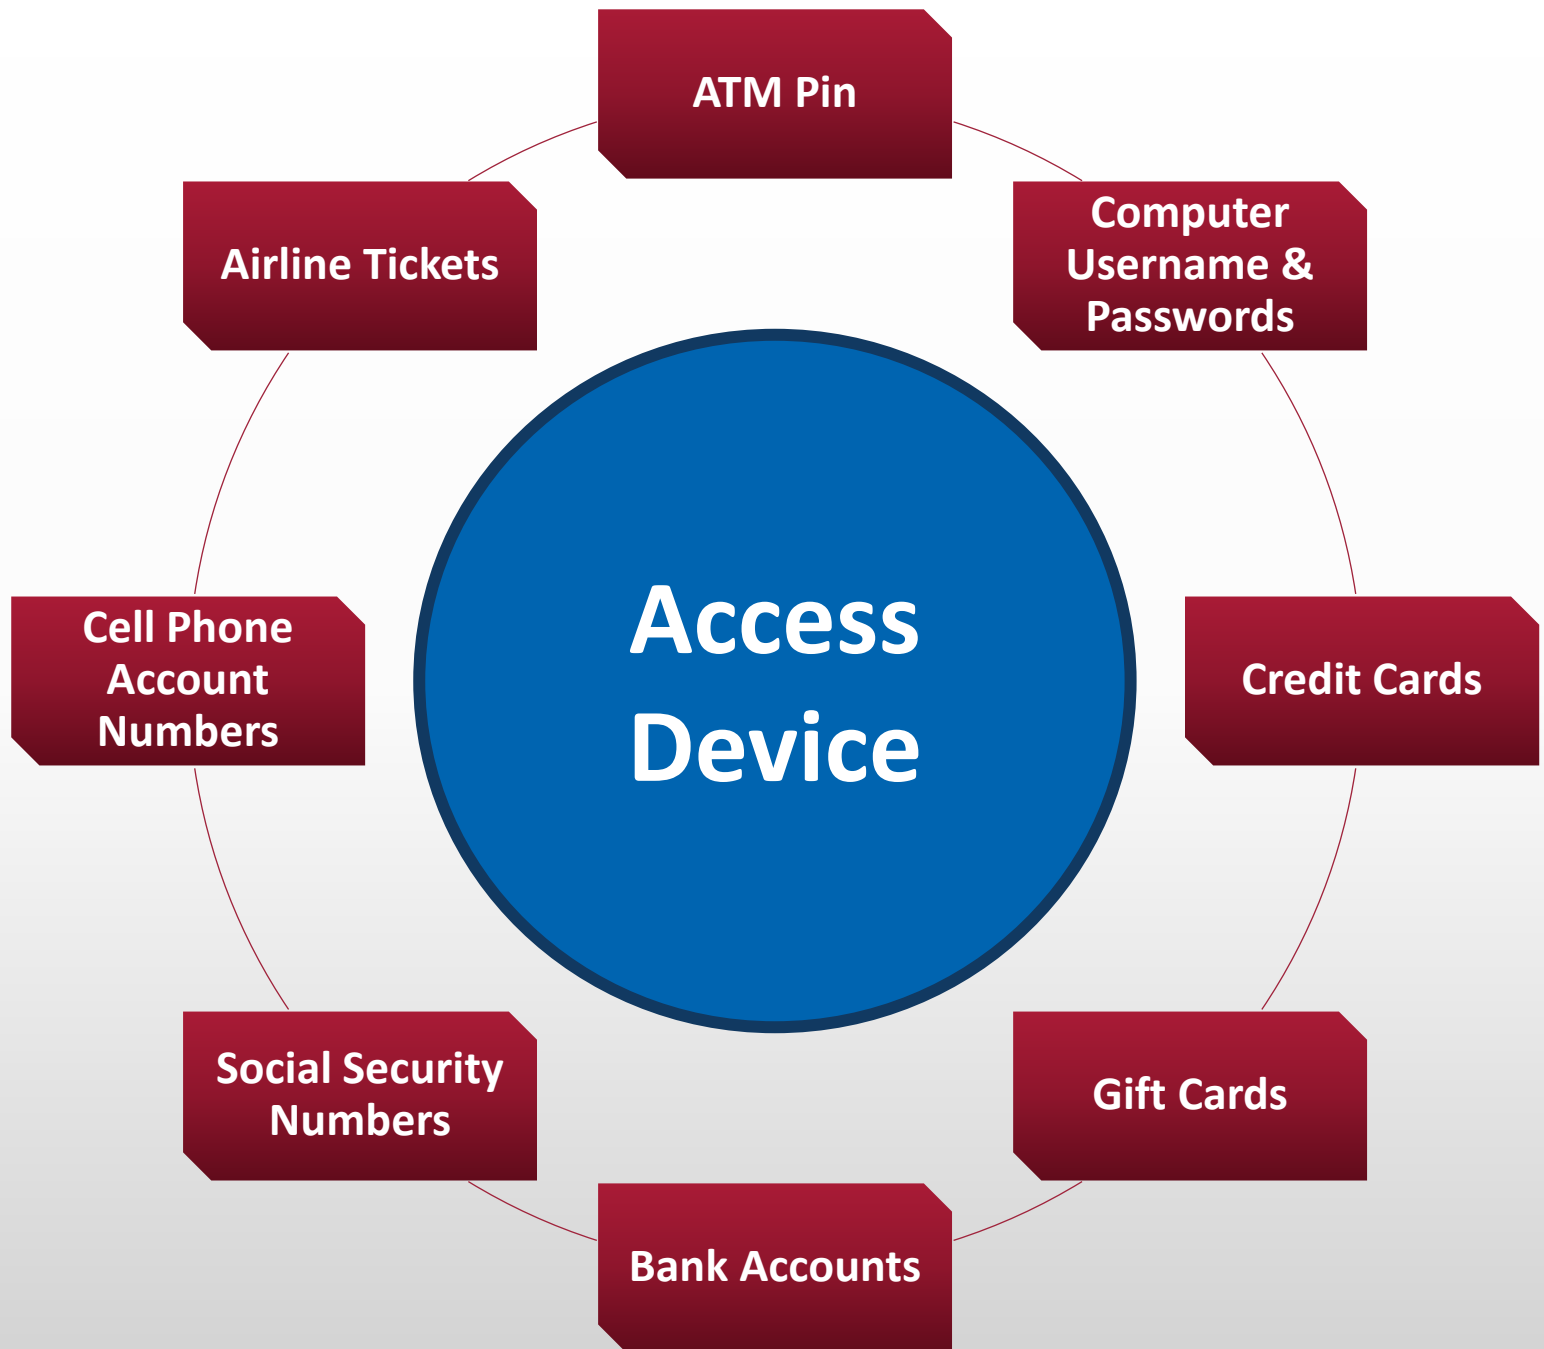 ATM Pin
Computer
Username &
Passwords
Airline Tickets
Access
Device
Cell Phone
Account
Numbers
Credit Cards
Social Security
Numbers
Gift Cards
Bank Accounts